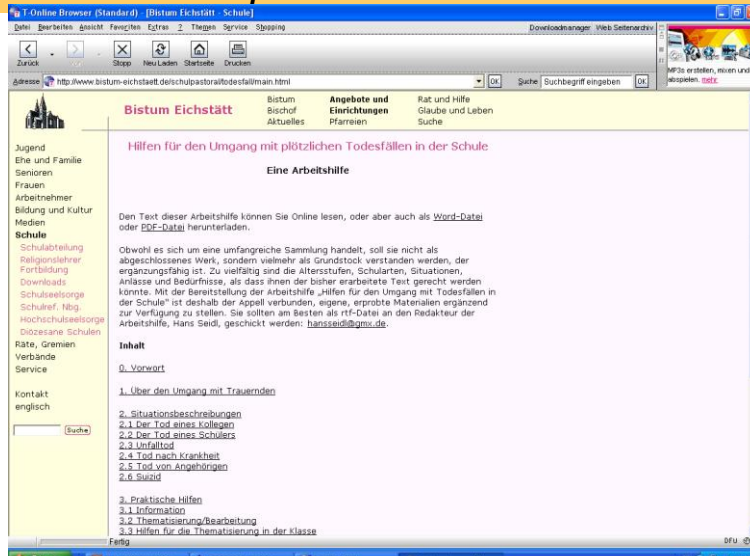 T-Online Browser (Standard) - [Bistum Eichstätt - Schule]
Datei Bearbeiten Ansicht Favoriten Extras ? Themen Service Shopping
Downloadmanager Web Seitenarchiv
Zurück Vor Stopp Neu Laden Startseite Drucken
MP3s erstellen, mixen und abspielen. mehr.
Adresse http://www.bistum-eichstaett.de/schulpastoral/todesfall/main.html OK Suche Suchbegriff eingeben OK
Bistum Eichstätt
Bistum
Bischof
Aktuelles
Angebote und
Einrichtungen
Pfarreien
Rat und Hilfe
Glaube und Leben
Suche
Jugend
Ehe und Familie
Senioren
Frauen
Arbeitnehmer
Bildung und Kultur
Medien
Schule
Schulabteilung
Religionslehrer
Fortbildung
Downloads
Schulseelsorge
Schulref. Nbg.
Hochschulseelsorge
Diözesane Schulen
Räte, Gremien
Verbände
Service
Kontakt
englisch
Suche
Hilfen für den Umgang mit plötzlichen Todesfällen in der Schule
Eine Arbeitshilfe
Den Text dieser Arbeitshilfe können Sie Online lesen, oder aber auch als Word-Datei
oder PDF-Datei herunterladen.
Obwohl es sich um eine umfangreiche Sammlung handelt, soll sie nicht als
abgeschlossenes Werk, sondern vielmehr als Grundstock verstanden werden, der
ergänzungsfähig ist. Zu vielfältig sind die Altersstufen, Schularten, Situationen,
Anlässe und Bedürfnisse, als dass ihnen der bisher erarbeitete Text gerecht werden
könnte. Mit der Bereitstellung der Arbeitshilfe „Hilfen für den Umgang mit Todesfällen in
der Schule" ist deshalb der Appell verbunden, eigene, erprobte Materialien ergänzend
zur Verfügung zu stellen. Sie sollten am Besten als rtf-Datei an den Redakteur der
Arbeitshilfe, Hans Seidl, geschickt werden: hansseidl@gmx.de.
Inhalt
0. Vorwort
1. Über den Umgang mit Trauernden
2. Situationsbeschreibungen
2.1 Der Tod eines Kollegen
2.2 Der Tod eines Schülers
2.3 Unfalltod
2.4 Tod nach Krankheit
2.5 Tod von Angehörigen
2.6 Suizid
3. Praktische Hilfen
3.1 Information
3.2 Thematisierung/Bearbeitung
3.3 Hilfen für die Thematisierung in der Klasse
Fertig
DFÜ